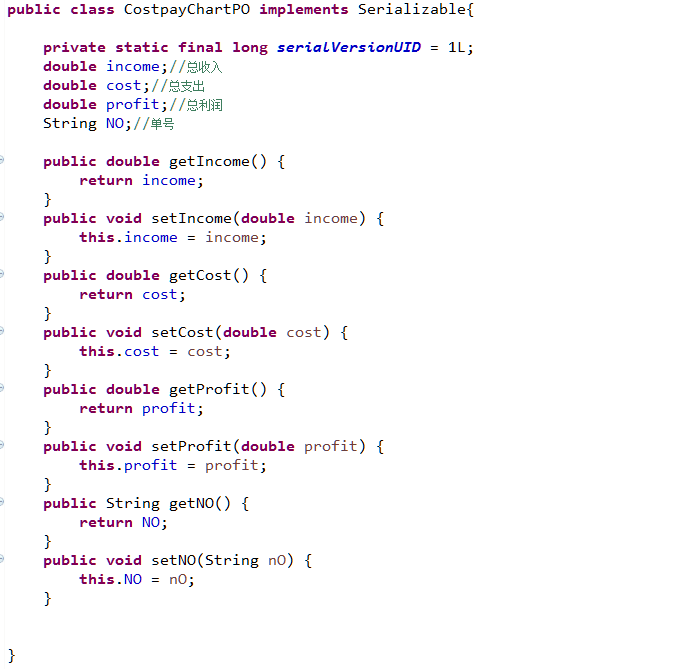 public class CostpayChartPO implements Serializable{
private static final long serialVersionUID = 1L;
double income;//总收入
double cost;//总支出
double profit;//总利润
String NO;//单号
public double getIncome() {
return income;
}
public void setIncome(double income) {
this.income = income;
}
public double getCost() {
return cost;
}
public void setCost(double cost) {
this.cost = cost;
}
public double getProfit() {
return profit;
}
public void setProfit(double profit) {
this.profit = profit;
}
public String getNO() {
return NO;
}
public void setNO(String nO) {
this.NO = nO;
}
}